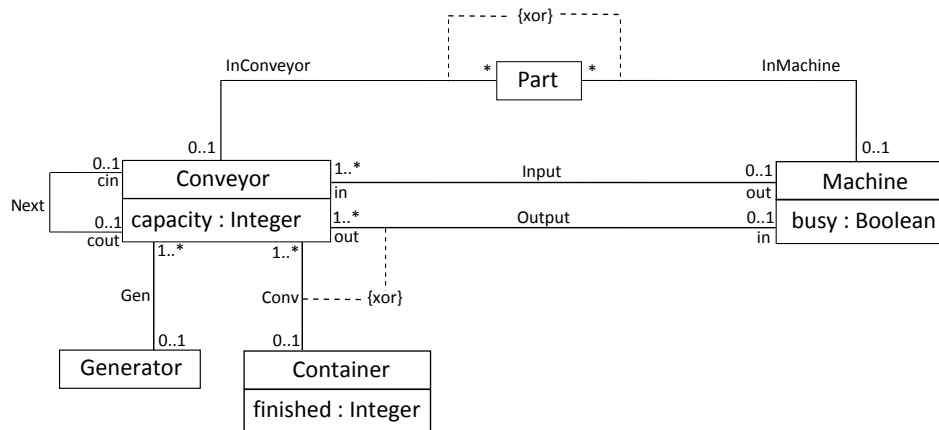 {xor}
InConveyor
InMachine
* Part *
0..1
0..1
0..1
cin
Conveyor
1..*
in
Input
0..1
out
Machine
Next
0..1
cout
capacity : Integer
1..*
out
Output
0..1
in
busy : Boolean
1..*
1..*
Gen
Conv
{xor}
0..1
0..1
Generator
Container
finished : Integer